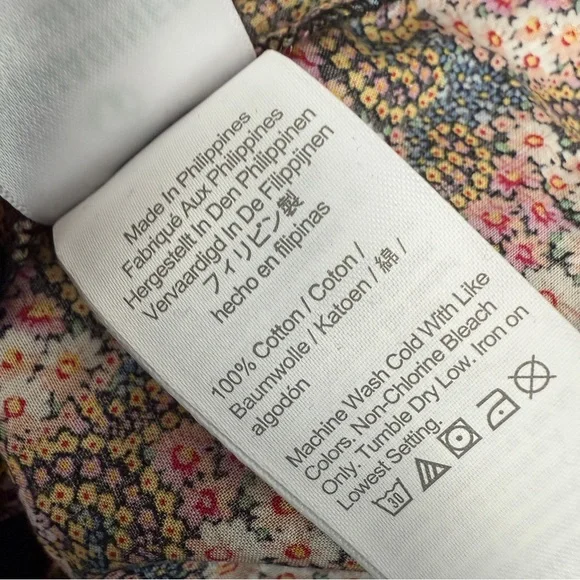 Made In Philippines
Fabriqué Aux Philippines
Hergestellt In Den Philippinen
Vervaardigd In De Filippijnen
フィリピン製
hecho en filipinas
100% Cotton / Coton /
Baumwolle / Katoen / 綿 /
algodón
Machine Wash Cold With Like
Colors. Non-Chlorine Bleach
Only. Tumble Dry Low. Iron on
Lowest Setting.
30